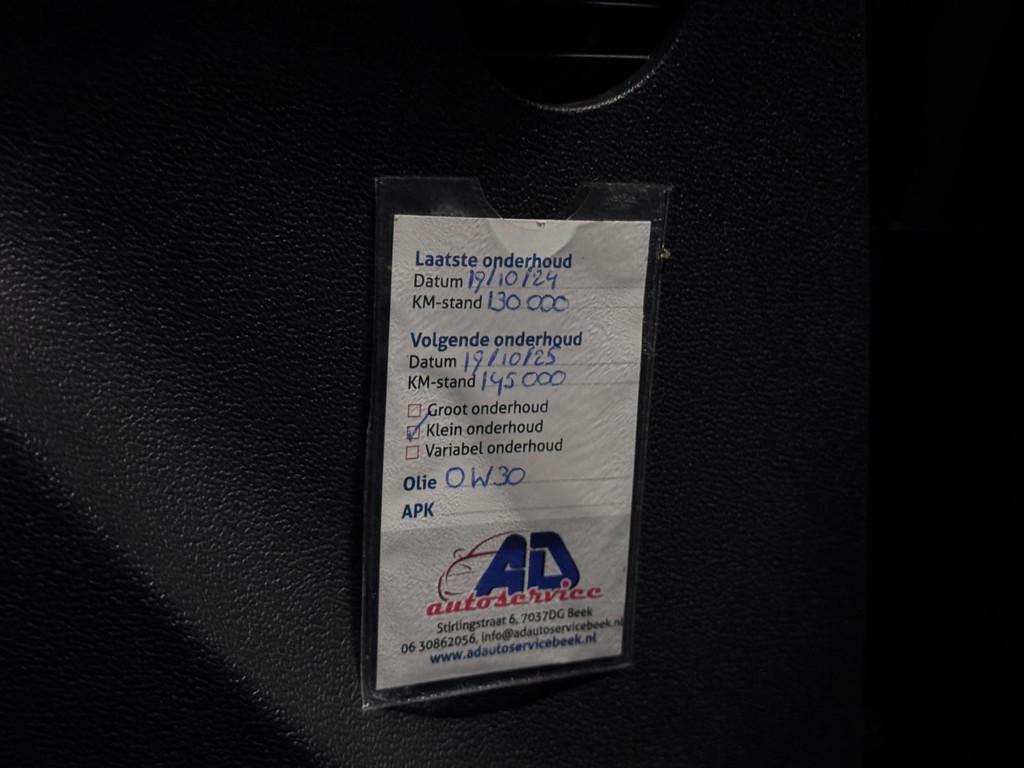 Laatste onderhoud
Datum 19/10/24
KM-stand 130.000
Volgende onderhoud
Datum 19/10/25
KM-stand 145000
Groot onderhoud
Klein onderhoud
Variabel onderhoud
Olie 0W30
APK
AD
autoservice
Stirlingstraat 6, 7037DG Beek
06 30862056, info@adautoservicebeek.nl
www.adautoservicebeek.nl